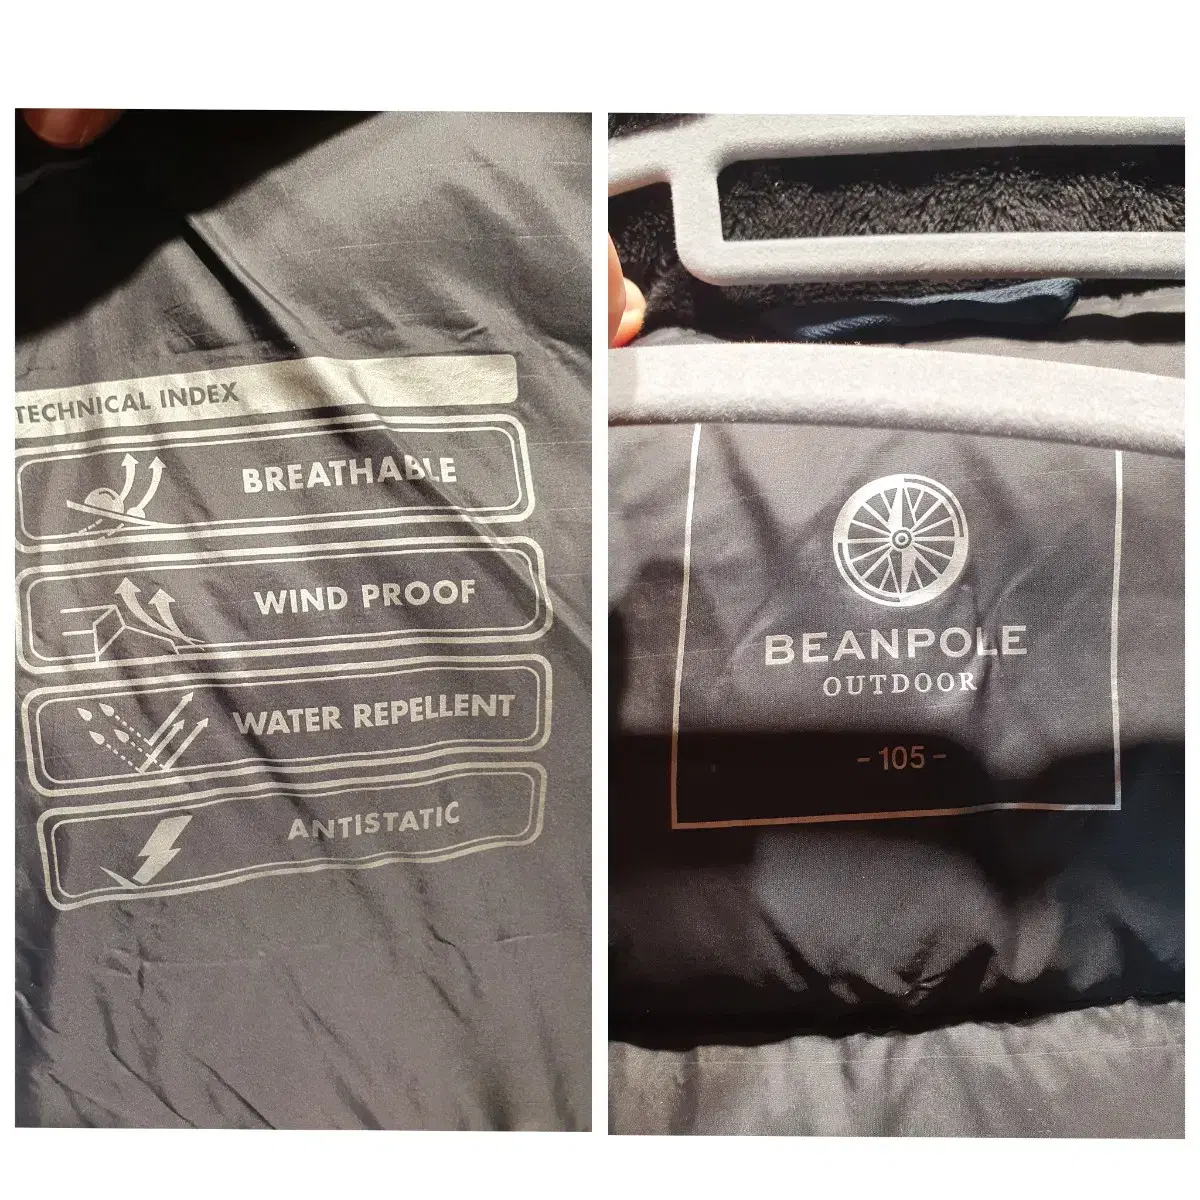 TECHNICAL INDEX
BREATHABLE
WIND PROOF
WATER REPELLENT
ANTISTATIC
BEANPOLE
OUTDOOR
- 105 -